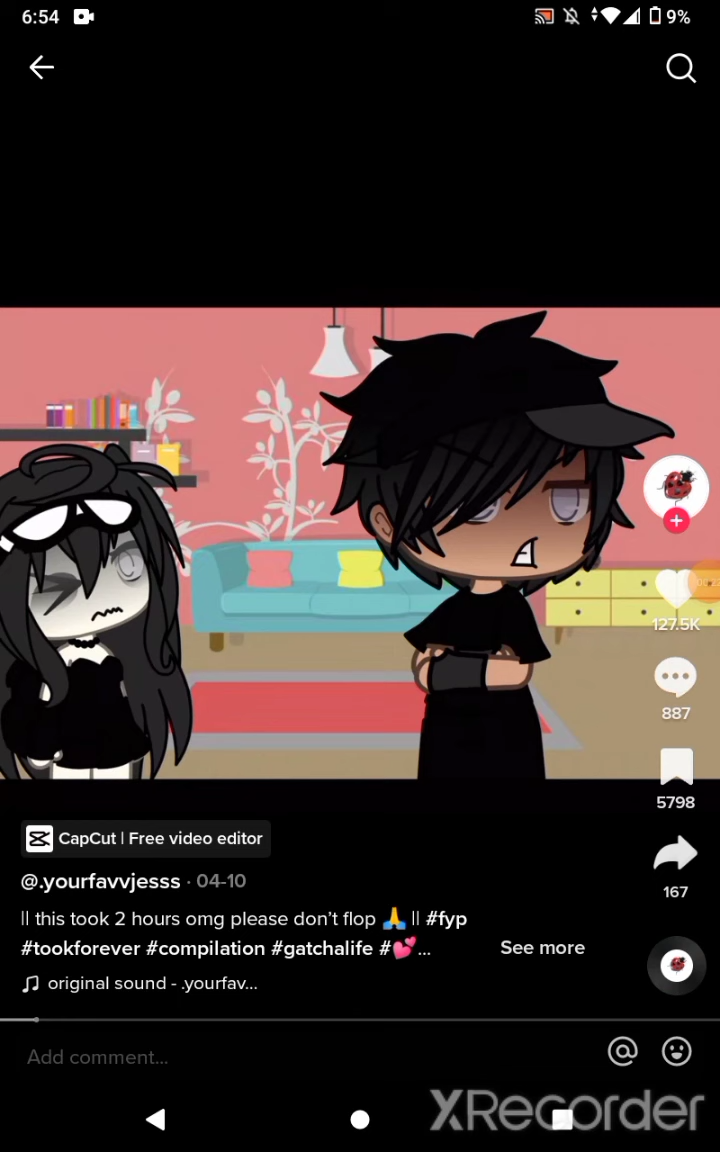 6:54
9%
127.5K
887
5798
CapCut | Free video editor
@.yourfavvjesss · 04-10
167
|| this took 2 hours omg please don't flop 🙏 || #fyp
#tookforever #compilation #gatchalife #💕... See more
original sound - .yourfav...
Add comment...
XRecorder